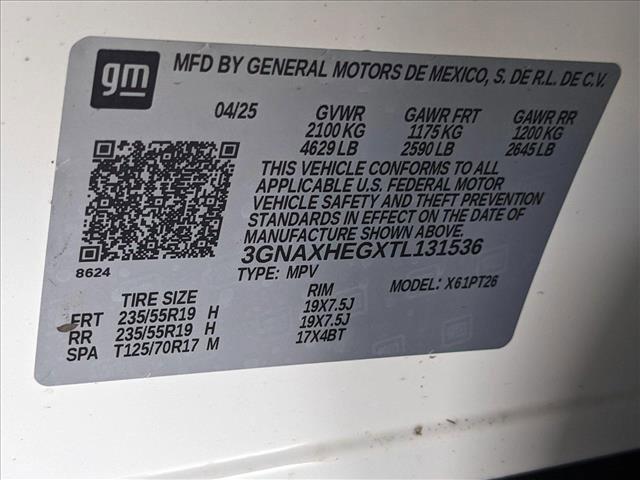 gm MFD BY GENERAL MOTORS DE MEXICO, S. DE R.L. DE C.V.
04/25 GVWR GAWR FRT GAWR RR
2100 KG 1175 KG 1200 KG
4629 LB 2590 LB 2645 LB
THIS VEHICLE CONFORMS TO ALL
APPLICABLE U.S. FEDERAL MOTOR
VEHICLE SAFETY AND THEFT PREVENTION
STANDARDS IN EFFECT ON THE DATE OF
MANUFACTURE SHOWN ABOVE.
3GNAXHEGXTL131536
8624 TYPE: MPV MODEL: X61PT26
TIRE SIZE RIM
FRT 235/55R19 H 19X7.5J
RR 235/55R19 H 19X7.5J
SPA T125/70R17 M 17X4BT